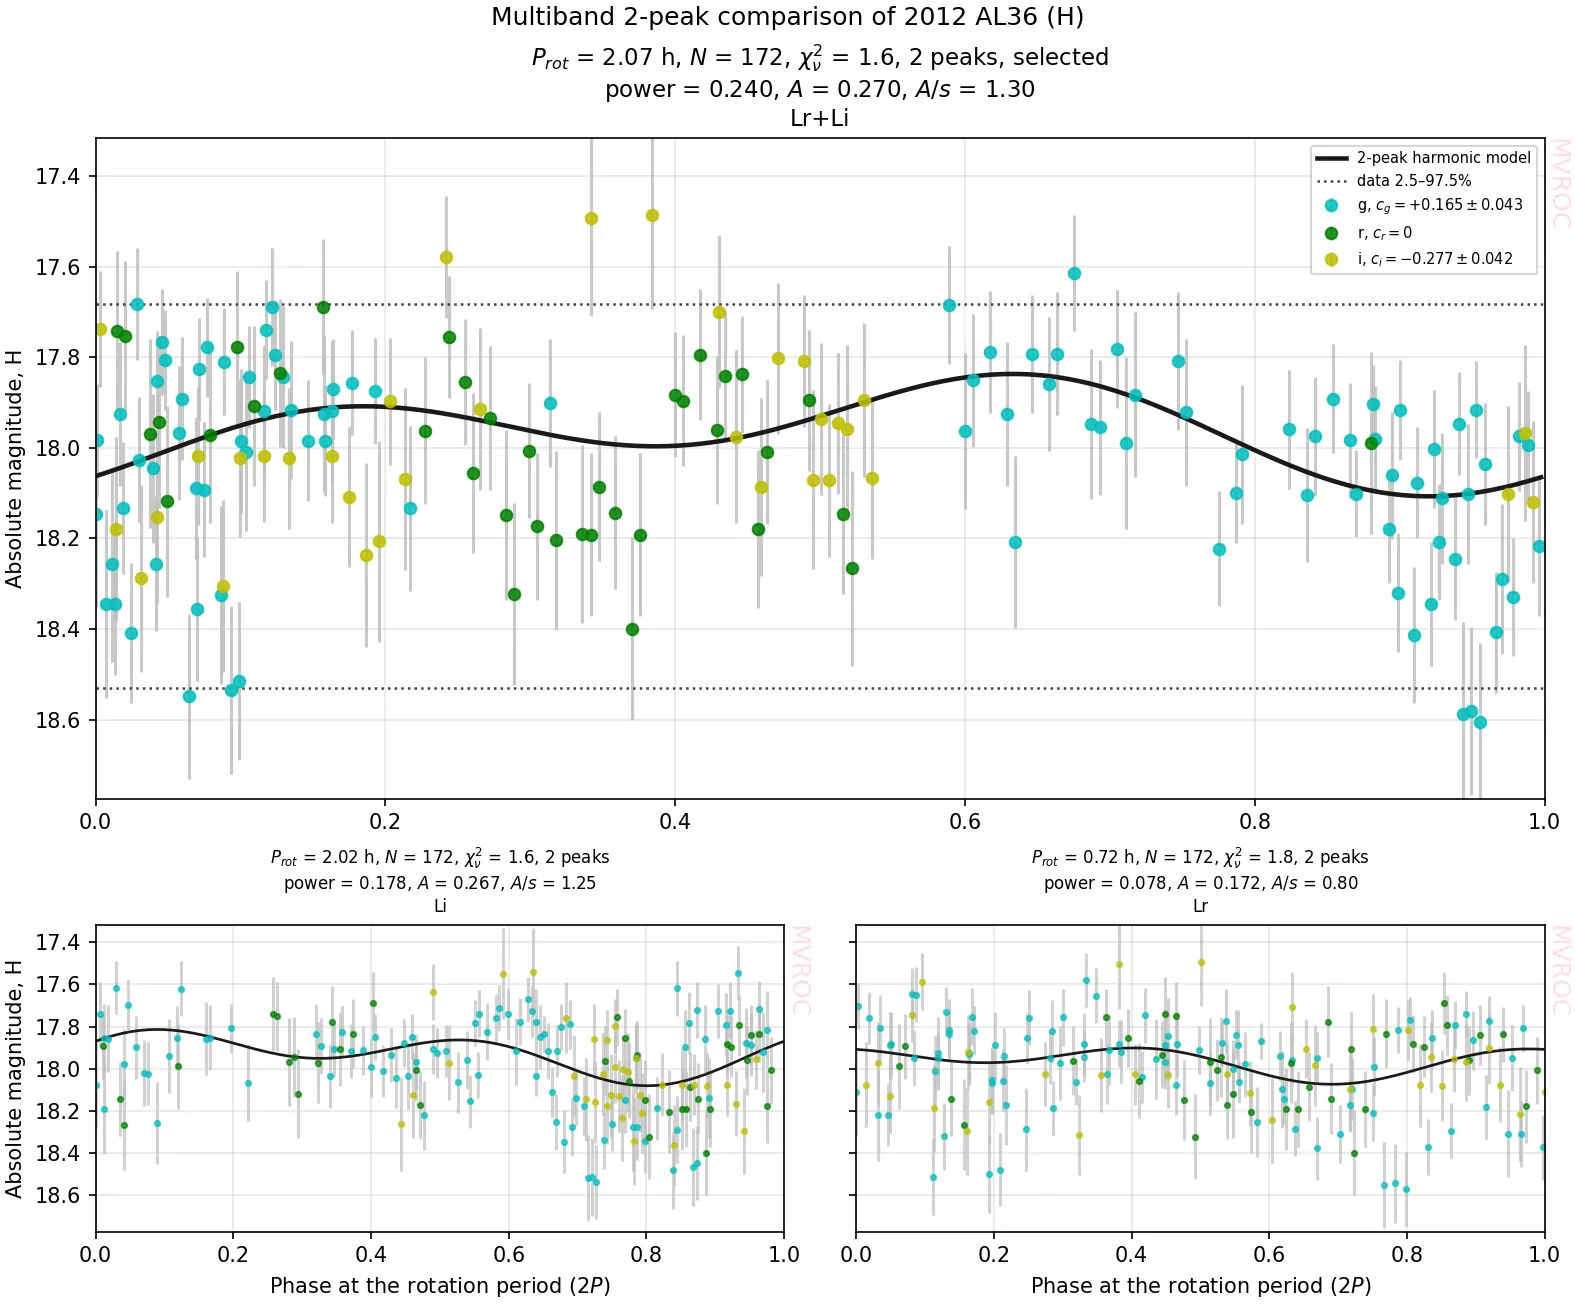 Multiband 2-peak comparison of 2012 AL36 (H)
P_rot = 2.07 h, N = 172, χ²_ν = 1.6, 2 peaks, selected
power = 0.240, A = 0.270, A/s = 1.30
Lr+Li
2-peak harmonic model
data 2.5–97.5%
g, c_g = +0.165 ± 0.043
r, c_r = 0
i, c_i = −0.277 ± 0.042
MVROC
Absolute magnitude, H
17.4
17.6
17.8
18.0
18.2
18.4
18.6
0.0 0.2 0.4 0.6 0.8 1.0
P_rot = 2.02 h, N = 172, χ²_ν = 1.6, 2 peaks
power = 0.178, A = 0.267, A/s = 1.25
Li
MVROC
Absolute magnitude, H
17.4
17.6
17.8
18.0
18.2
18.4
18.6
0.0 0.2 0.4 0.6 0.8 1.0
Phase at the rotation period (2P)
P_rot = 0.72 h, N = 172, χ²_ν = 1.8, 2 peaks
power = 0.078, A = 0.172, A/s = 0.80
Lr
MVROC
0.0 0.2 0.4 0.6 0.8 1.0
Phase at the rotation period (2P)